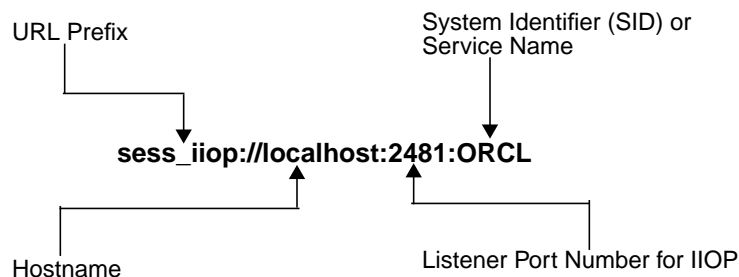 URL Prefix
System Identifier (SID) or
Service Name
sess_iiop://localhost:2481:ORCL
Hostname
Listener Port Number for IIOP